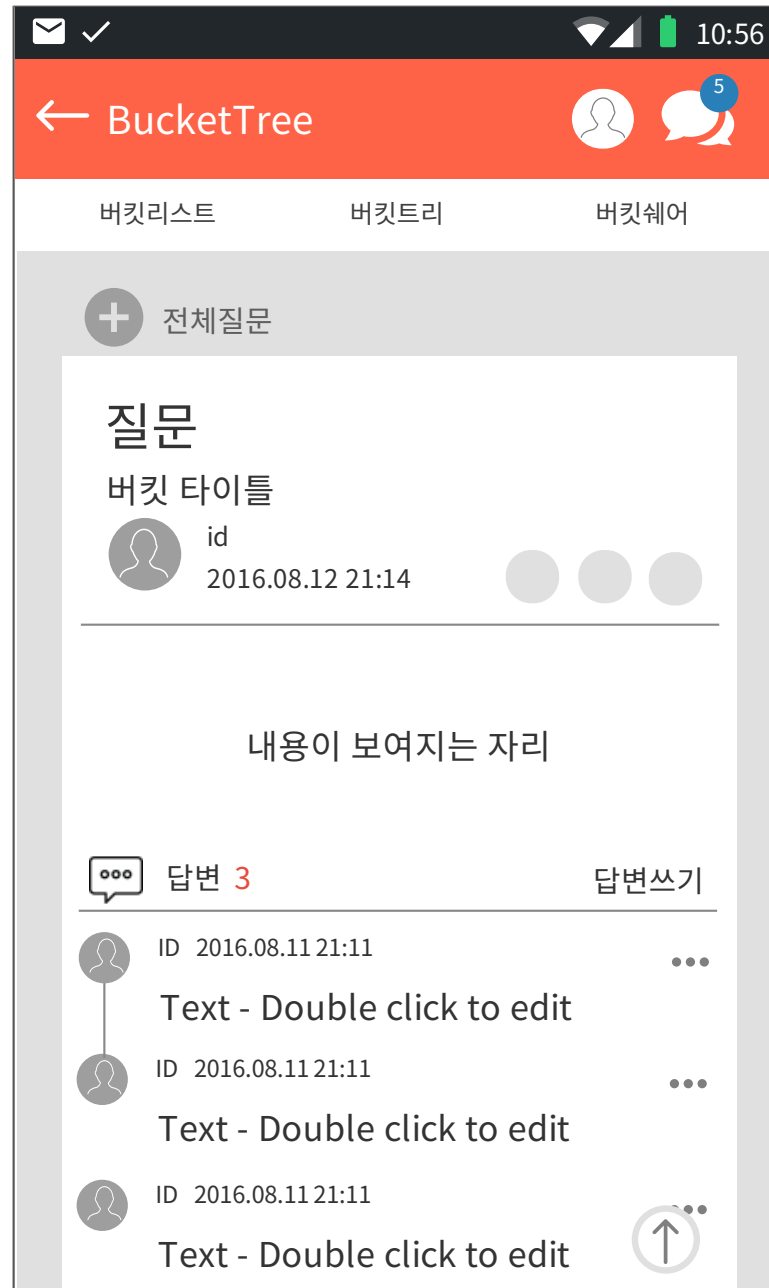 10:56
BucketTree
5
버킷리스트 버킷트리 버킷쉐어
전체질문
질문
버킷 타이틀
id
2016.08.12 21:14
내용이 보여지는 자리
답변 3 답변쓰기
ID 2016.08.11 21:11
Text - Double click to edit
ID 2016.08.11 21:11
Text - Double click to edit
ID 2016.08.11 21:11
Text - Double click to edit